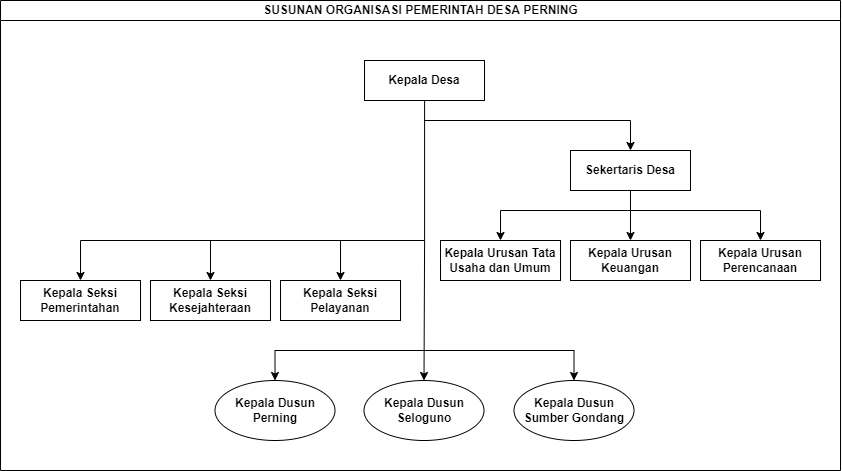 SUSUNAN ORGANISASI PEMERINTAH DESA PERNING
Kepala Desa
Sekertaris Desa
Kepala Urusan Tata
Usaha dan Umum
Kepala Urusan
Keuangan
Kepala Urusan
Perencanaan
Kepala Seksi
Pemerintahan
Kepala Seksi
Kesejahteraan
Kepala Seksi
Pelayanan
Kepala Dusun
Perning
Kepala Dusun
Seloguno
Kepala Dusun
Sumber Gondang